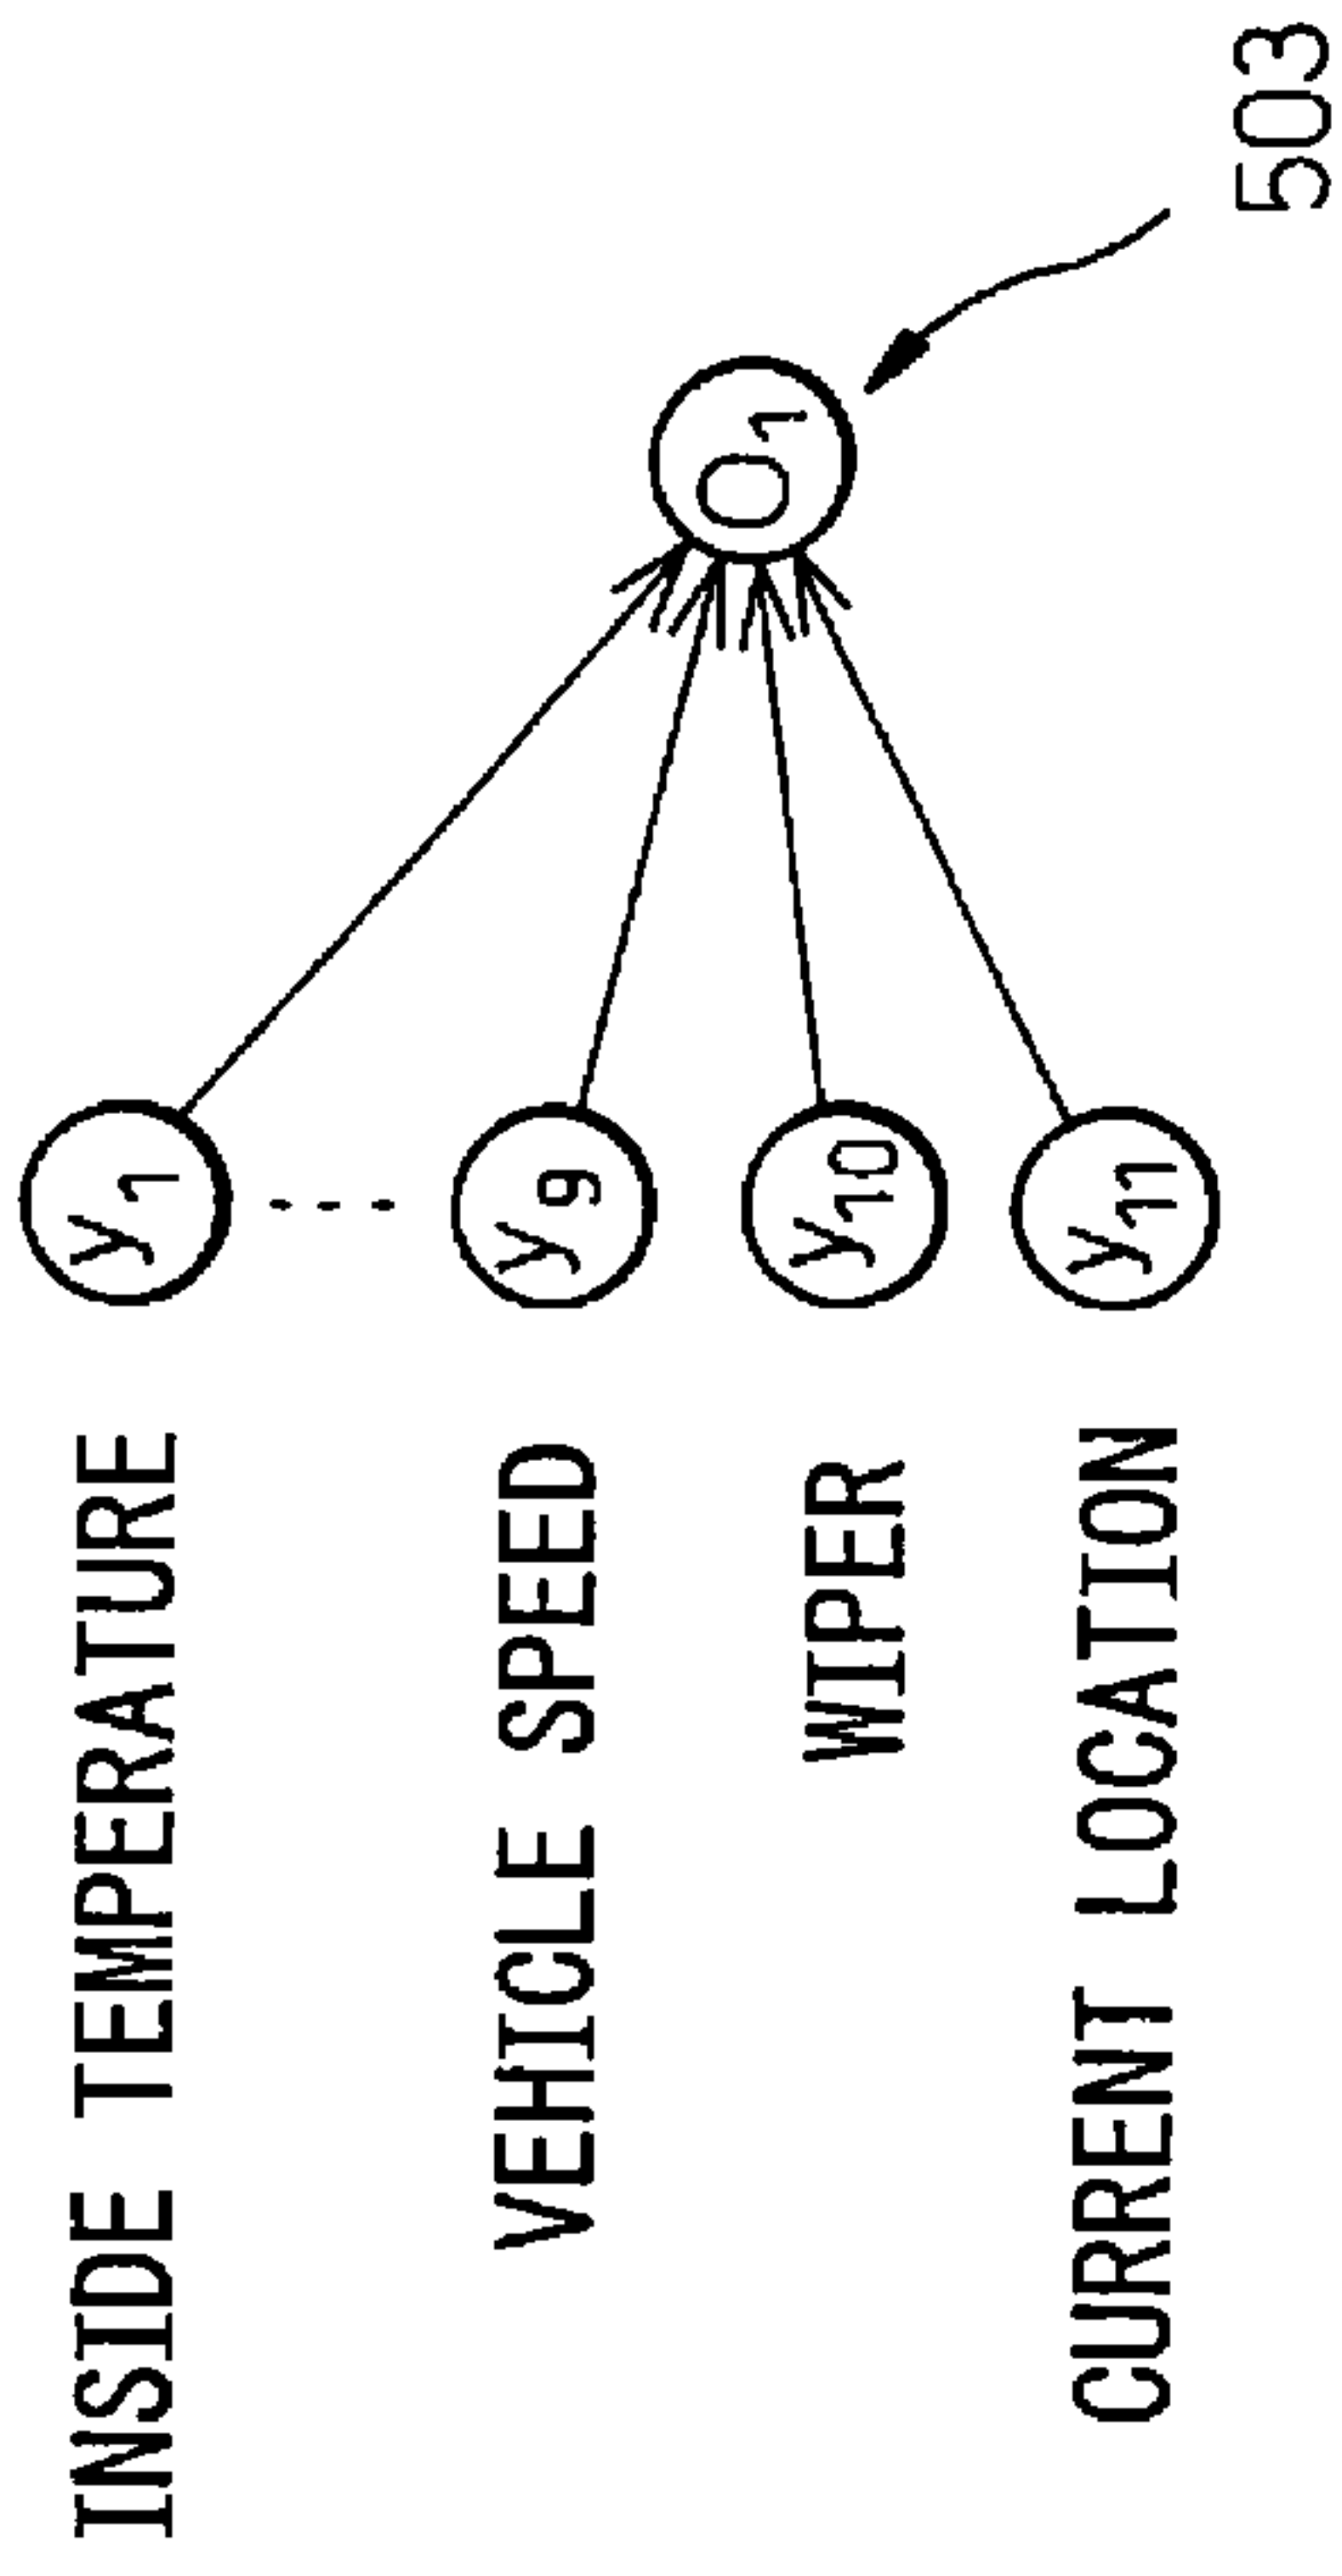 INSIDE TEMPERATURE y1
VEHICLE SPEED y9
WIPER y10
CURRENT LOCATION y11
O1
503